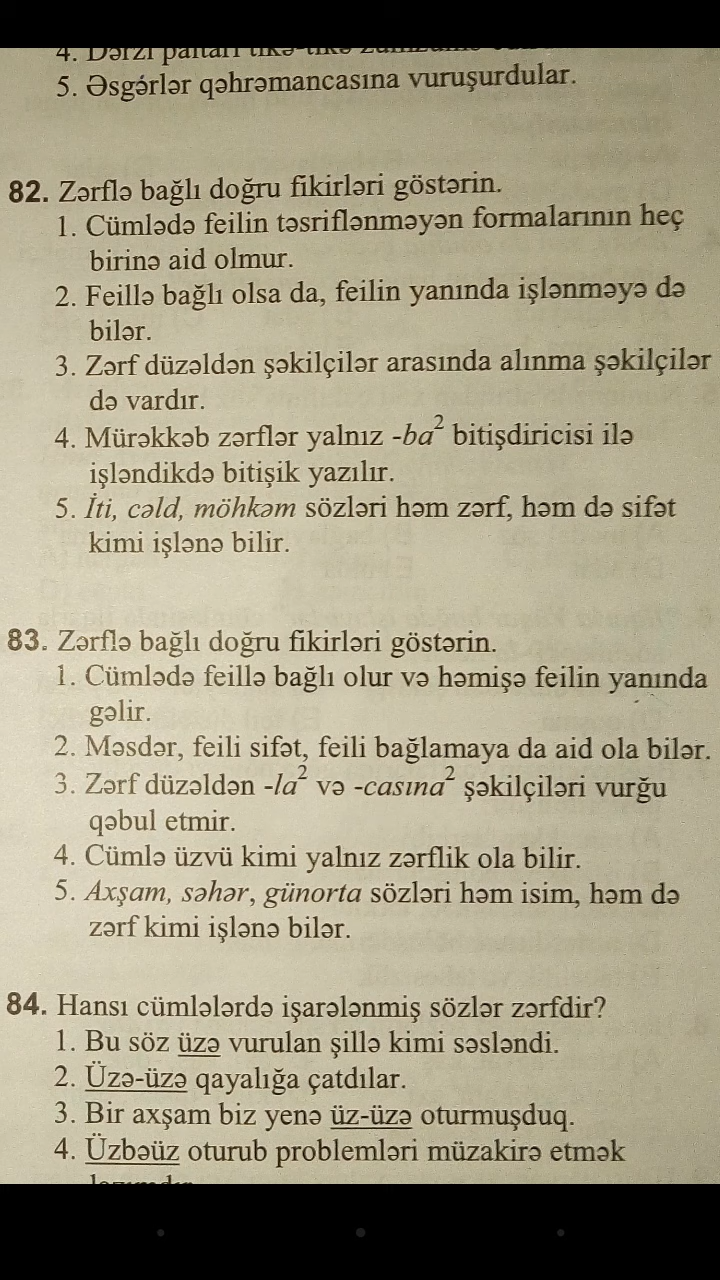 4. Dərzi paltarı tikə-tikə
5. Əsgərlər qəhrəmancasına vuruşurdular.
82. Zərflə bağlı doğru fikirləri göstərin.
1. Cümlədə feilin təsriflənməyən formalarının heç
birinə aid olmur.
2. Feillə bağlı olsa da, feilin yanında işlənməyə də
bilər.
3. Zərf düzəldən şəkilçilər arasında alınma şəkilçilər
də vardır.
4. Mürəkkəb zərflər yalnız -ba² bitişdiricisi ilə
işləndikdə bitişik yazılır.
5. İti, cəld, möhkəm sözləri həm zərf, həm də sifət
kimi işlənə bilir.
83. Zərflə bağlı doğru fikirləri göstərin.
1. Cümlədə feillə bağlı olur və həmişə feilin yanında
gəlir.
2. Məsdər, feili sifət, feili bağlamaya da aid ola bilər.
3. Zərf düzəldən -la² və -casına² şəkilçiləri vurğu
qəbul etmir.
4. Cümlə üzvü kimi yalnız zərflik ola bilir.
5. Axşam, səhər, günorta sözləri həm isim, həm də
zərf kimi işlənə bilər.
84. Hansı cümlələrdə işarələnmiş sözlər zərfdir?
1. Bu söz üzə vurulan şillə kimi səsləndi.
2. Üzə-üzə qayalığa çatdılar.
3. Bir axşam biz yenə üz-üzə oturmuşduq.
4. Üzbəüz oturub problemləri müzakirə etmək